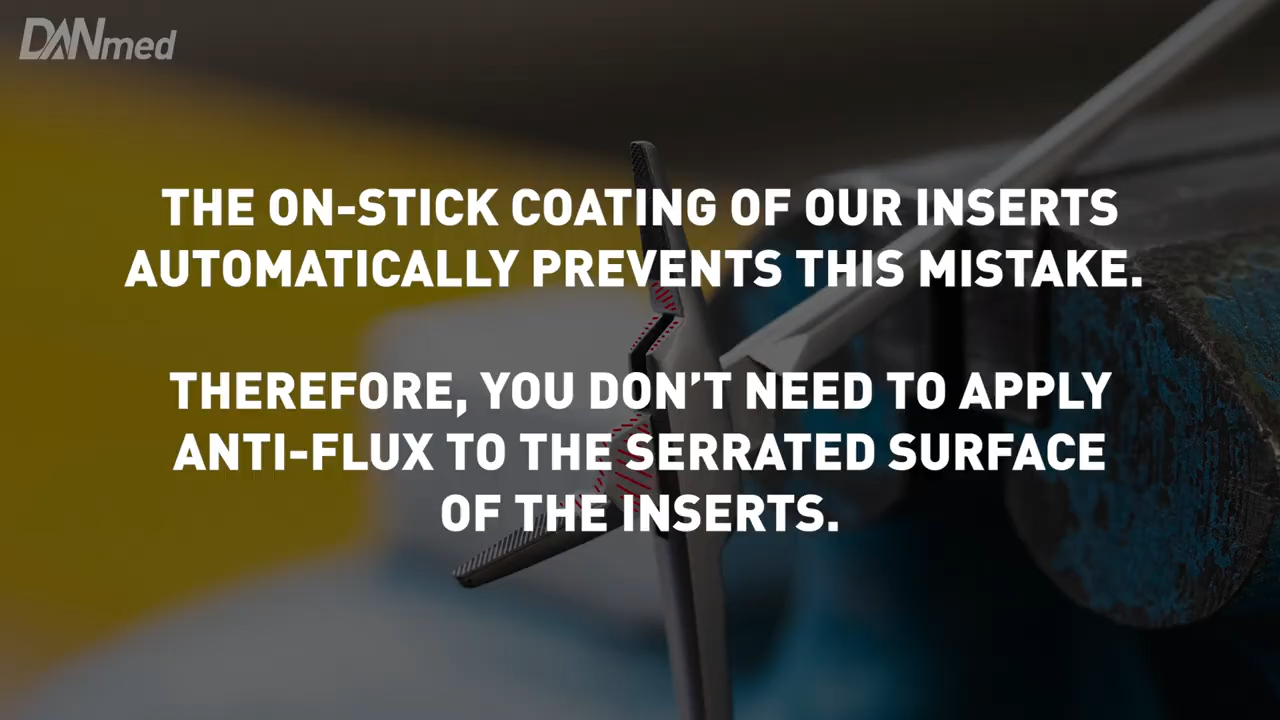 DANmed
THE ON-STICK COATING OF OUR INSERTS
AUTOMATICALLY PREVENTS THIS MISTAKE.
THEREFORE, YOU DON'T NEED TO APPLY
ANTI-FLUX TO THE SERRATED SURFACE
OF THE INSERTS.